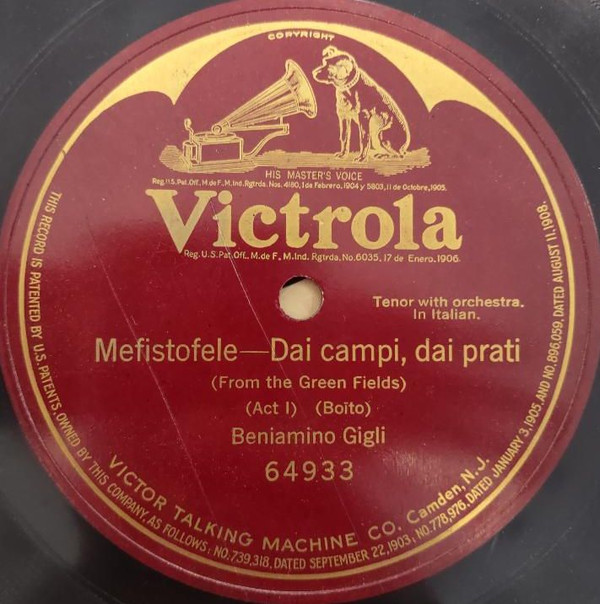 COPYRIGHT
HIS MASTER'S VOICE
Reg.U.S.Pat.Off., M.de F., M.Ind.Rgtrda. Nos. 4180, 1 de Febrero, 1904 y 5803, 11 de Octubre, 1905.
Victrola
Reg. U.S. Pat. Off. M. de F., M. Ind. Rgtrda. No. 6035, 17 de Enero, 1906.
Tenor with orchestra.
In Italian.
Mefistofele—Dai campi, dai prati
(From the Green Fields)
(Act I) (Boïto)
Beniamino Gigli
64933
VICTOR TALKING MACHINE CO. Camden, N.J.
THIS RECORD IS PATENTED BY U.S. PATENTS, OWNED BY THIS COMPANY, AS FOLLOWS; NO. 739,318, DATED SEPTEMBER 22, 1903; NO. 778,976, DATED JANUARY 3, 1905, AND NO. 896,059, DATED AUGUST 11, 1908.